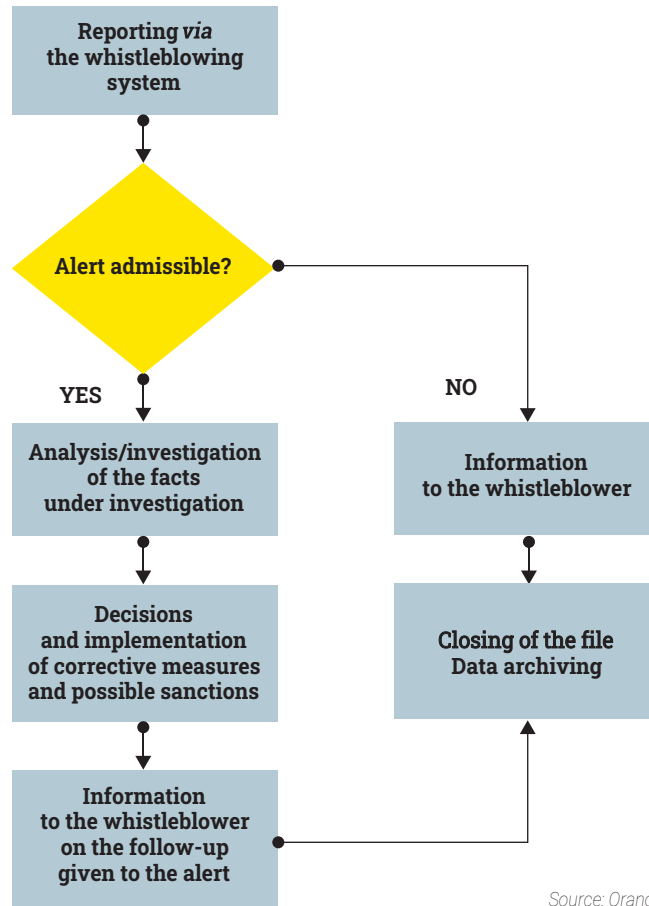 Reporting via
the whistleblowing
system
Alert admissible?
YES
NO
Analysis/investigation
of the facts
under investigation
Information
to the whistleblower
Decisions
and implementation
of corrective measures
and possible sanctions
Closing of the file
Data archiving
Information
to the whistleblower
on the follow-up
given to the alert
Source: